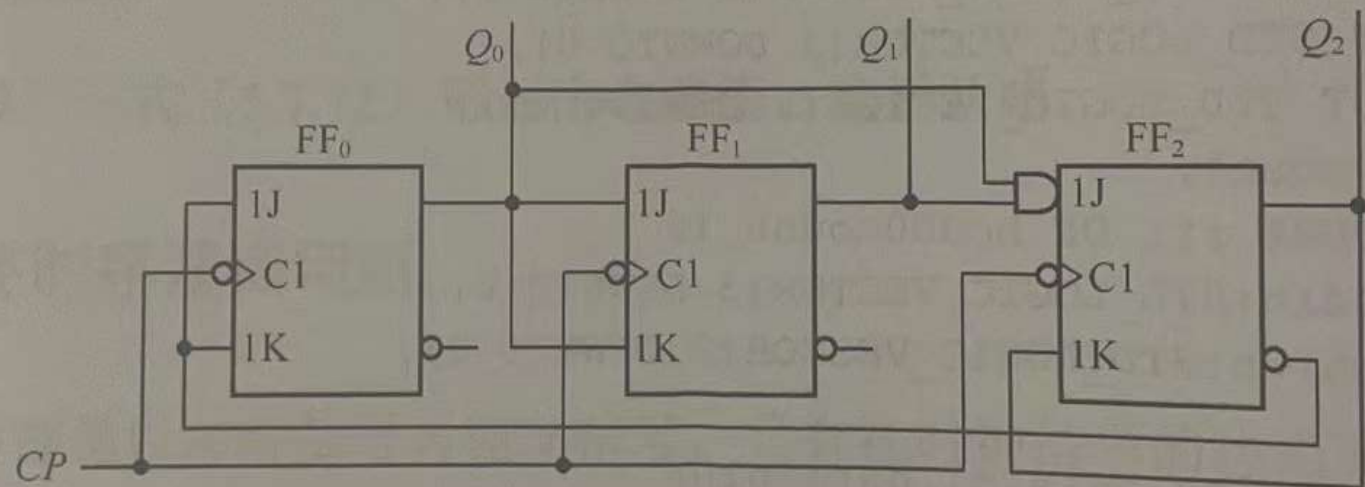 Q₀ Q₁ Q₂
FF₀ FF₁ FF₂
1J 1J 1J
C1 C1 C1
1K 1K 1K
CP